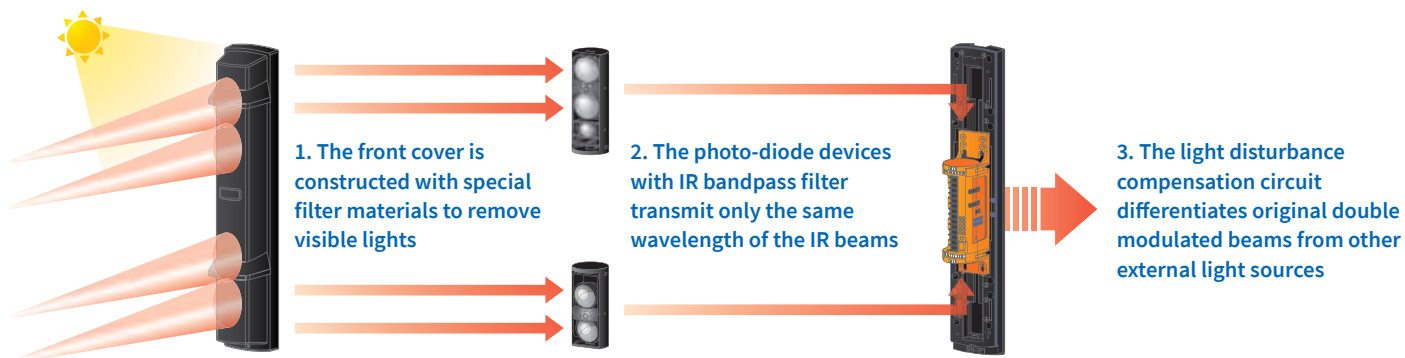 1. The front cover is
constructed with special
filter materials to remove
visible lights
2. The photo-diode devices
with IR bandpass filter
transmit only the same
wavelength of the IR beams
3. The light disturbance
compensation circuit
differentiates original double
modulated beams from other
external light sources